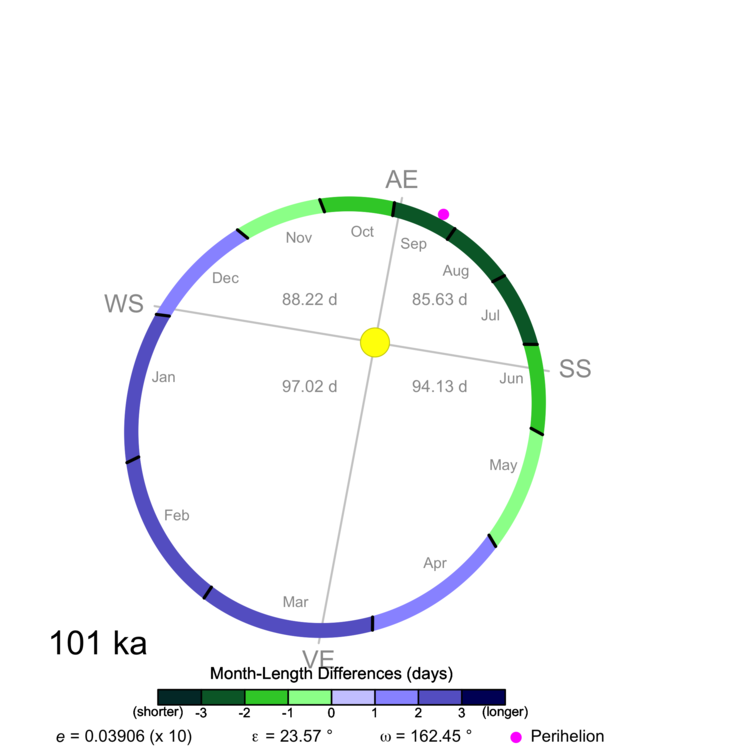 AE
Nov
Oct
Sep
Dec
Aug
WS
88.22 d
85.63 d
Jul
Jan
97.02 d
94.13 d
Jun
SS
May
Feb
Apr
Mar
101 ka
VE
Month-Length Differences (days)
(shorter) -3 -2 -1 0 1 2 3 (longer)
e = 0.03906 (x 10) ε = 23.57 ° ω = 162.45 ° Perihelion